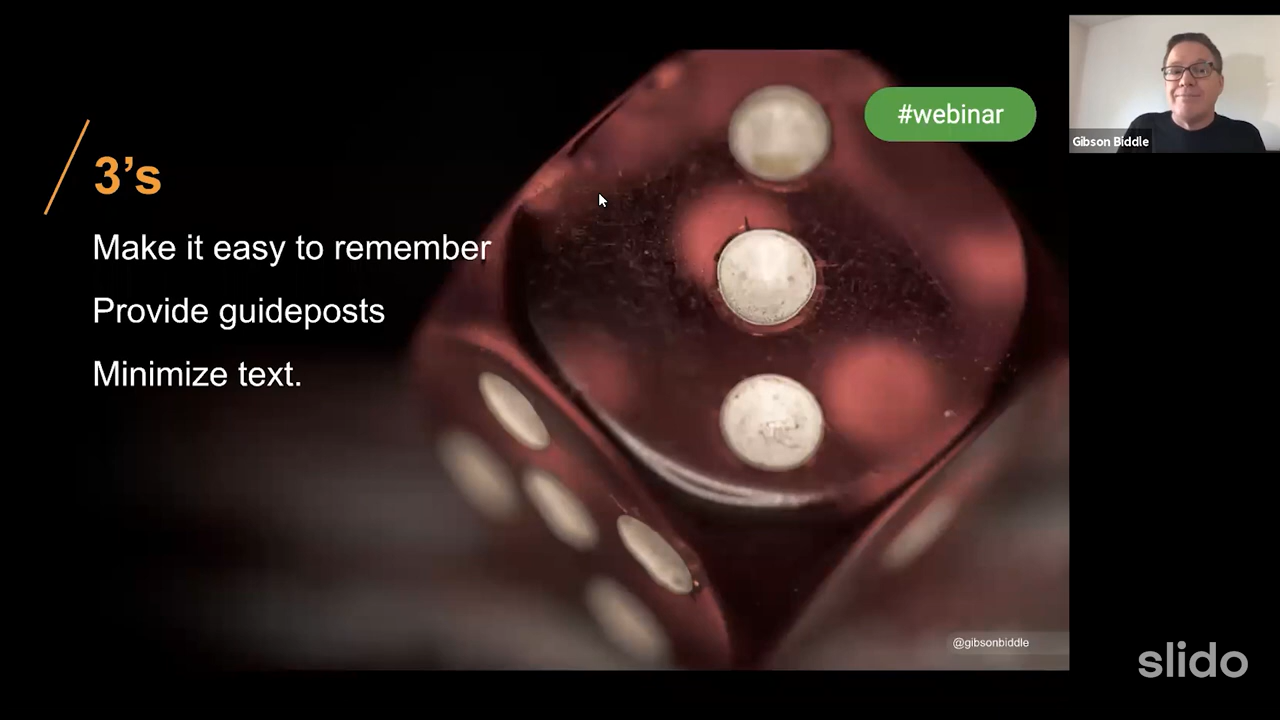 3's
Make it easy to remember
Provide guideposts
Minimize text.
#webinar
Gibson Biddle
@gibsonbiddle
slido